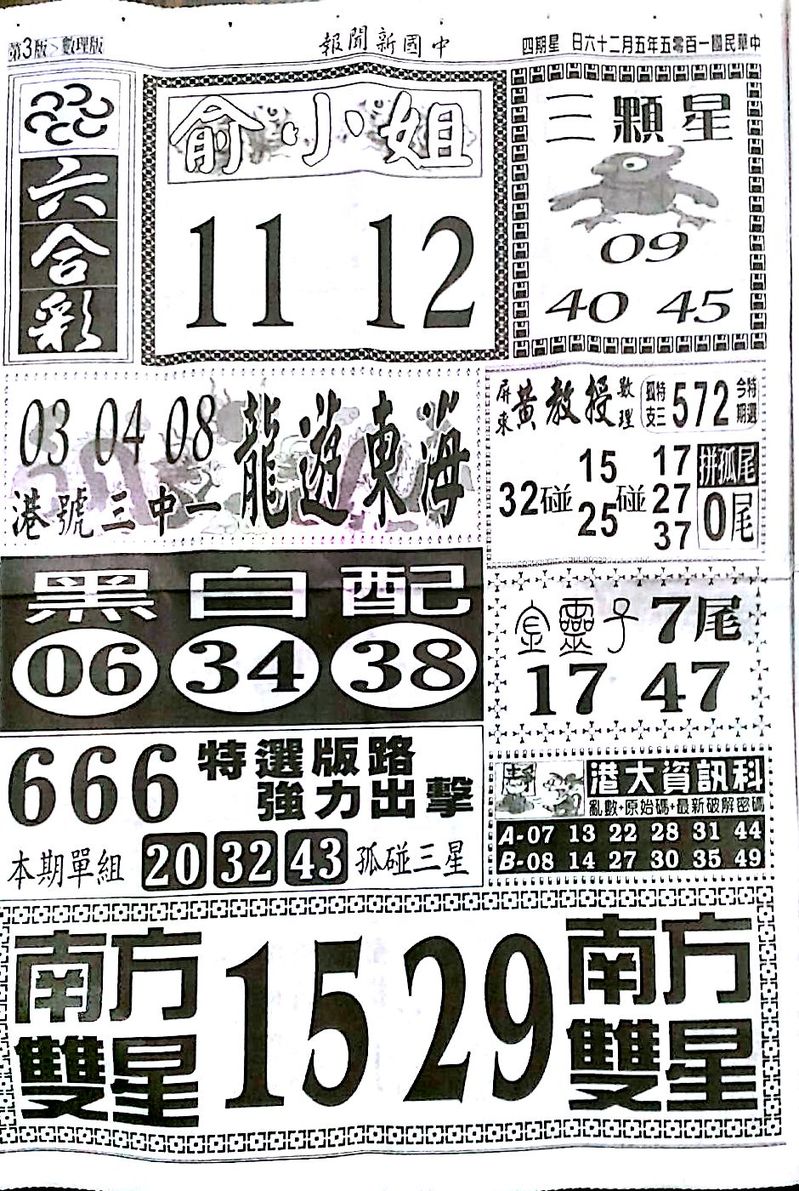 第3版＞數理版
報聞新國中
日六十二月五年五零百一國民華中 星期四
六合彩
俞小姐
11 12
三顆星
09
40 45
03 04 08
港號三中一
龍遊東海
屏東黃教授數理
孤特支三 572 今特期選
32碰 15 25 碰 17 27 37
拼孤尾
0尾
黑白配
06 34 38
金靈子 7尾
17 47
666 特選版路
強力出擊
本期單組 20 32 43 孤碰三星
港大資訊科
亂數+原始碼+最新破解密碼
A-07 13 22 28 31 44
B-08 14 27 30 35 49
南方雙星
15 29
南方雙星